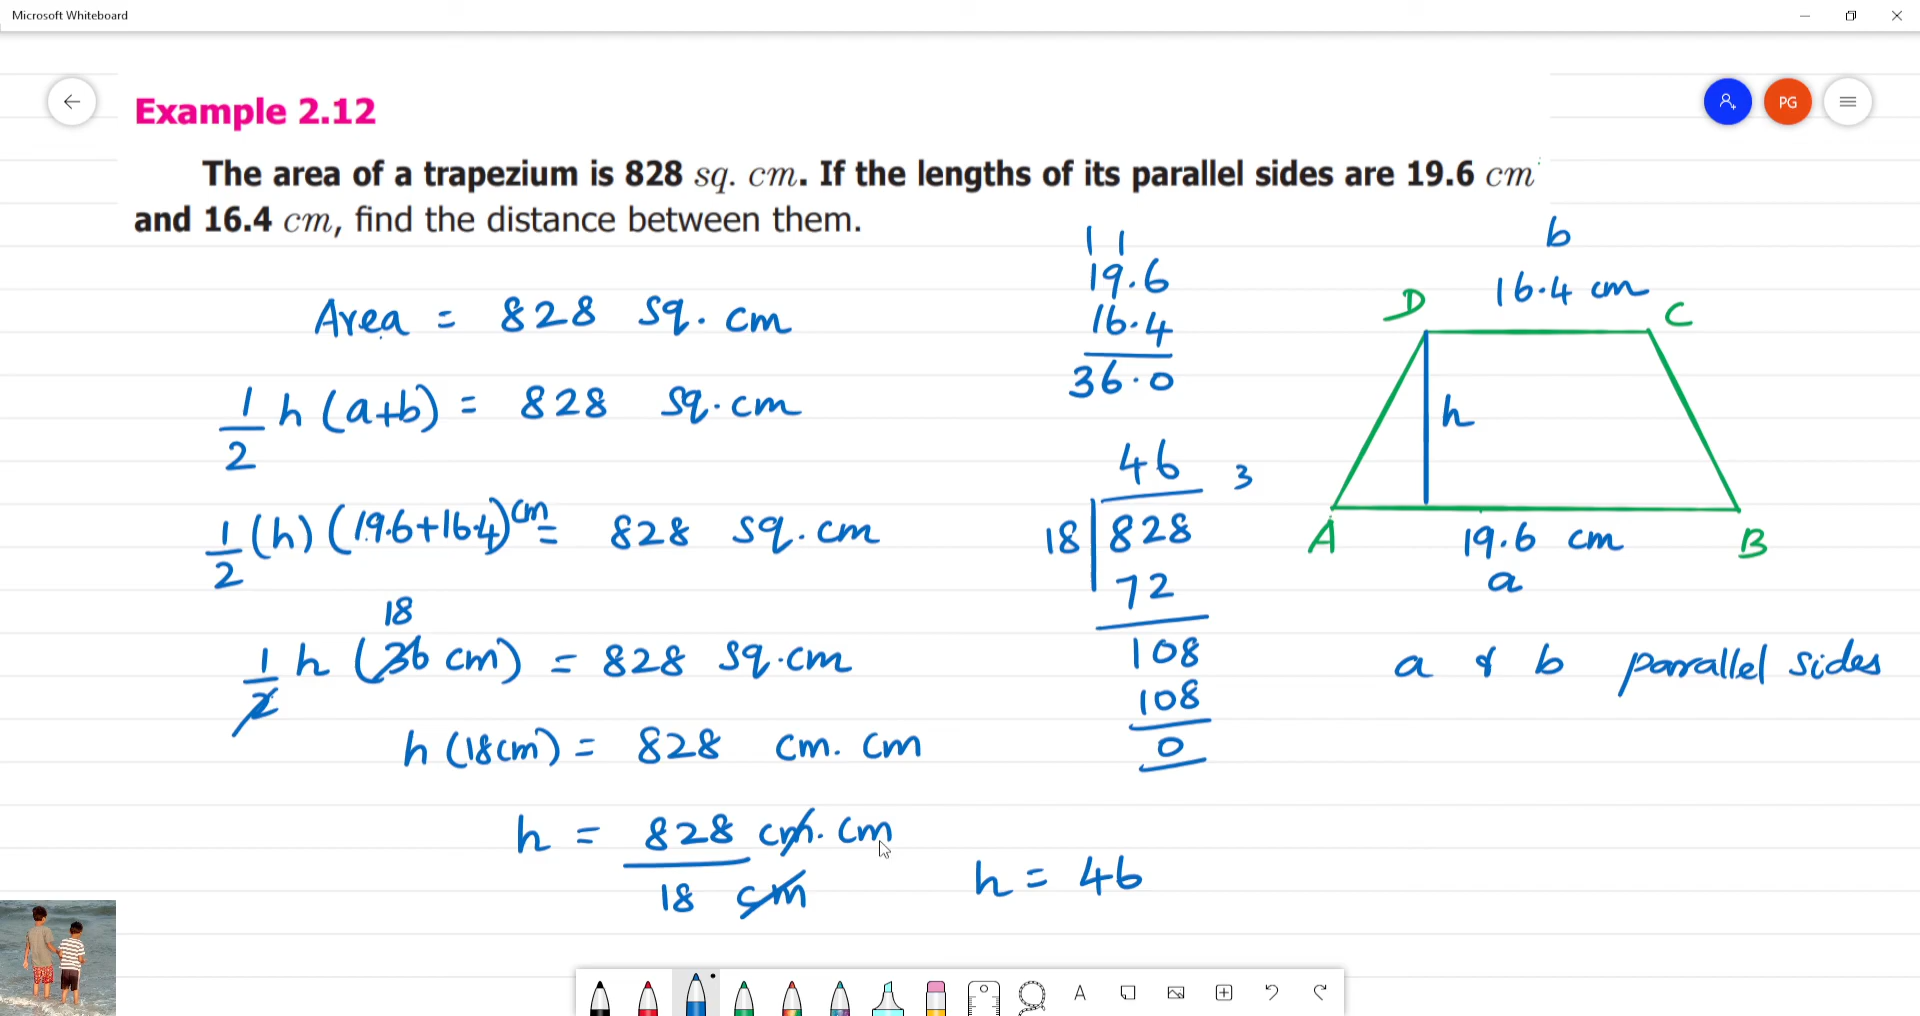 Microsoft Whiteboard
PG
Example 2.12
The area of a trapezium is 828 sq. cm. If the lengths of its parallel sides are 19.6 cm
and 16.4 cm, find the distance between them.
Area = 828 sq. cm
1/2 h (a+b) = 828 sq. cm
1/2 (h) (19.6+16.4) cm = 828 sq. cm
18
1/2 h (36 cm) = 828 sq. cm
h (18cm) = 828 cm. cm
h = 828 cm. cm
18 cm
h = 46
1 1
19.6
16.4
36.0
46 3
18 828
72
108
108
0
b
16.4 cm
D C
h
A B
19.6 cm
a
a & b parallel sides
A